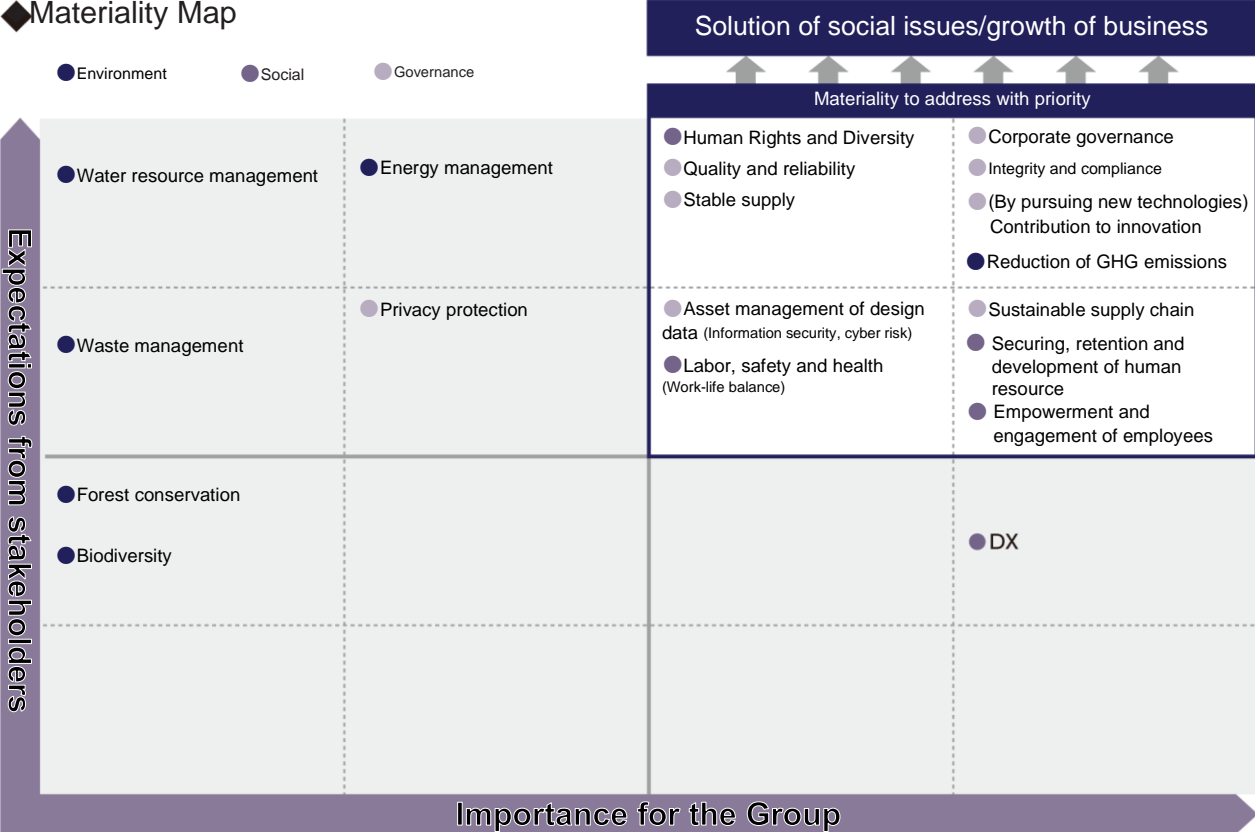 Materiality Map
Environment
Social
Governance
Solution of social issues/growth of business
Materiality to address with priority
Expectations from stakeholders
Water resource management
Energy management
Human Rights and Diversity
Quality and reliability
Stable supply
Corporate governance
Integrity and compliance
(By pursuing new technologies)
Contribution to innovation
Reduction of GHG emissions
Waste management
Privacy protection
Asset management of design
data (Information security, cyber risk)
Labor, safety and health
(Work-life balance)
Sustainable supply chain
Securing, retention and
development of human
resource
Empowerment and
engagement of employees
Forest conservation
Biodiversity
DX
Importance for the Group